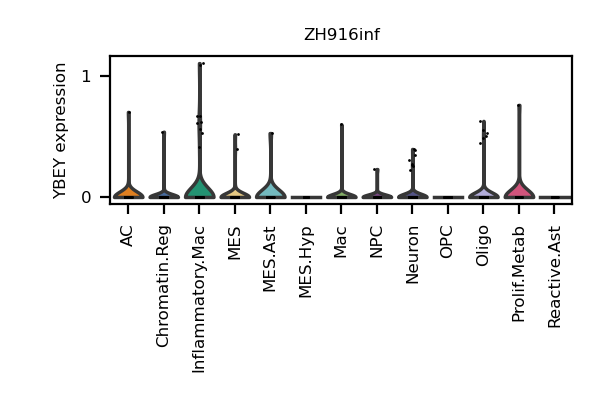 ZH916inf
YBEY expression
1
0
AC
Chromatin.Reg
Inflammatory.Mac
MES
MES.Ast
MES.Hyp
Mac
NPC
Neuron
OPC
Oligo
Prolif.Metab
Reactive.Ast